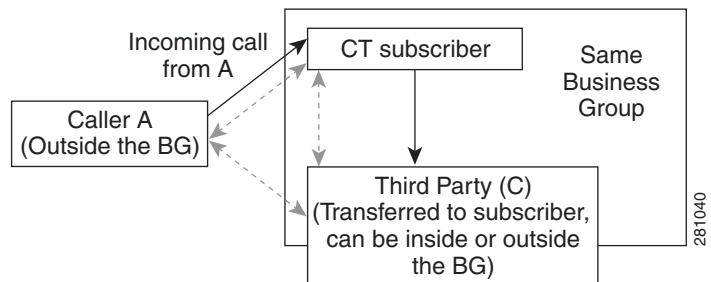 Incoming call
from A
CT subscriber
Same
Business
Group
Caller A
(Outside the BG)
Third Party (C)
(Transferred to subscriber,
can be inside or outside
the BG)
281040